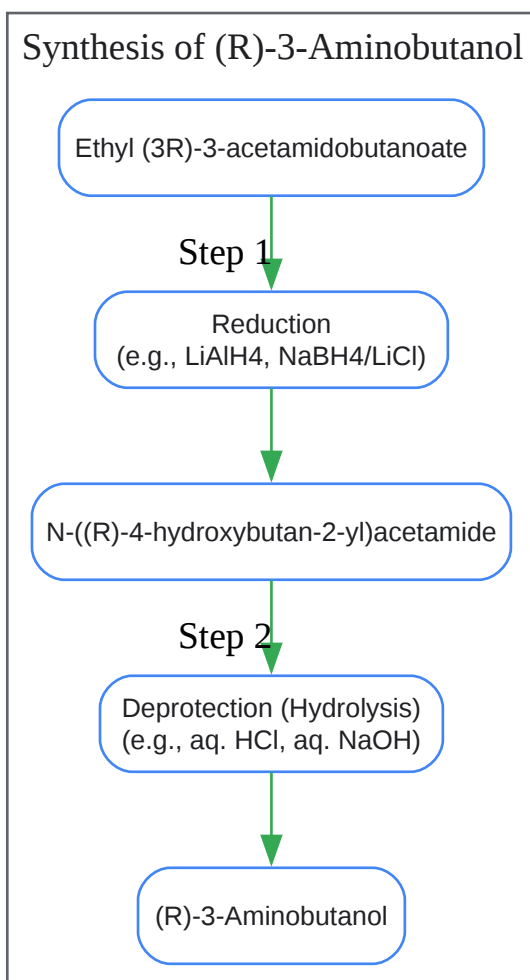 Synthesis of (R)-3-Aminobutanol
Ethyl (3R)-3-acetamidobutanoate
Step 1
Reduction
(e.g., LiAlH4, NaBH4/LiCl)
N-((R)-4-hydroxybutan-2-yl)acetamide
Step 2
Deprotection (Hydrolysis)
(e.g., aq. HCl, aq. NaOH)
(R)-3-Aminobutanol